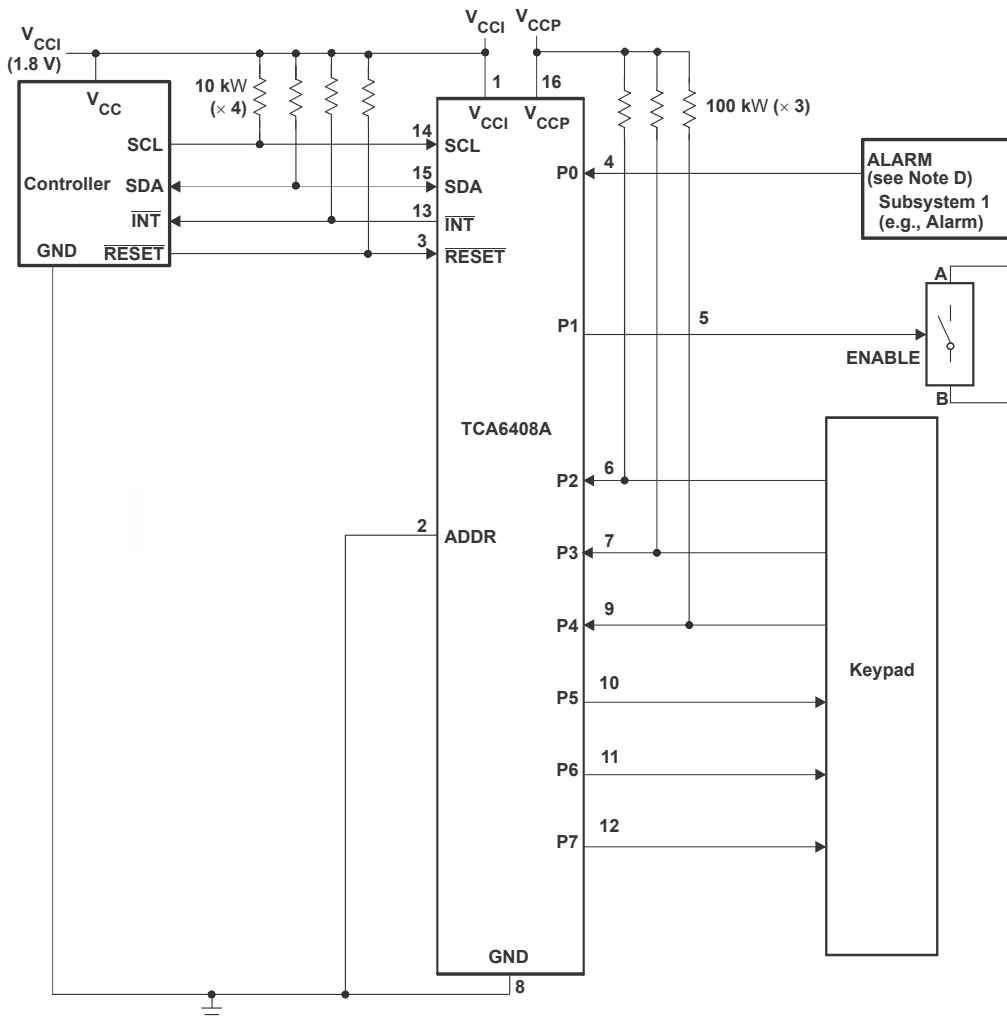 VCCI
VCCP
VCCI
(1.8 V)
1
16
10 kW
(× 4)
100 kW (× 3)
VCC
VCCI
VCCP
SCL
14
SCL
Controller
SDA
15
SDA
INT
13
INT
GND
RESET
3
RESET
P0
4
ALARM
(see Note D)
Subsystem 1
(e.g., Alarm)
A
P1
5
ENABLE
B
TCA6408A
P2
6
2
ADDR
P3
7
P4
9
Keypad
P5
10
P6
11
P7
12
GND
8